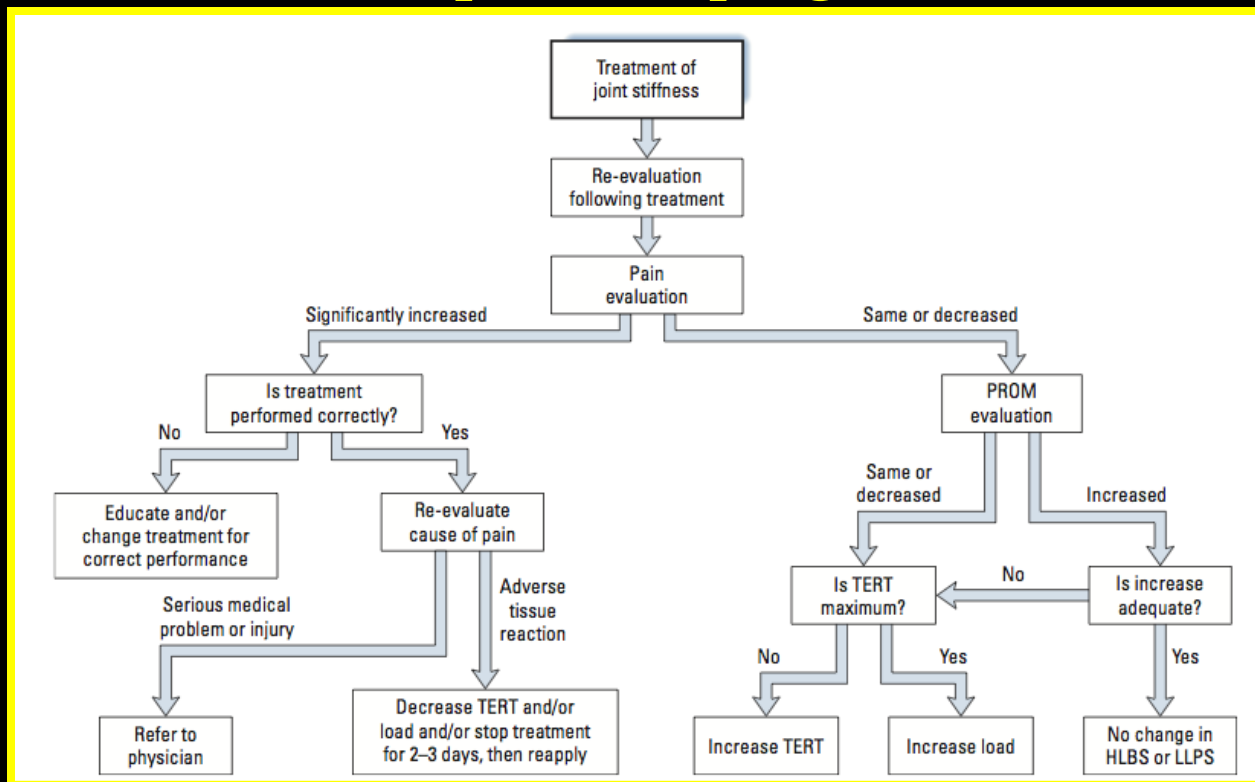 Treatment of
joint stiffness
Re-evaluation
following treatment
Pain
evaluation
Significantly increased
Same or decreased
Is treatment
performed correctly?
PROM
evaluation
No
Yes
Same or
decreased
Increased
Educate and/or
change treatment for
correct performance
Re-evaluate
cause of pain
Is TERT
maximum?
No
Is increase
adequate?
Serious medical
problem or injury
Adverse
tissue
reaction
No
Yes
Yes
Refer to
physician
Decrease TERT and/or
load and/or stop treatment
for 2–3 days, then reapply
Increase TERT
Increase load
No change in
HLBS or LLPS